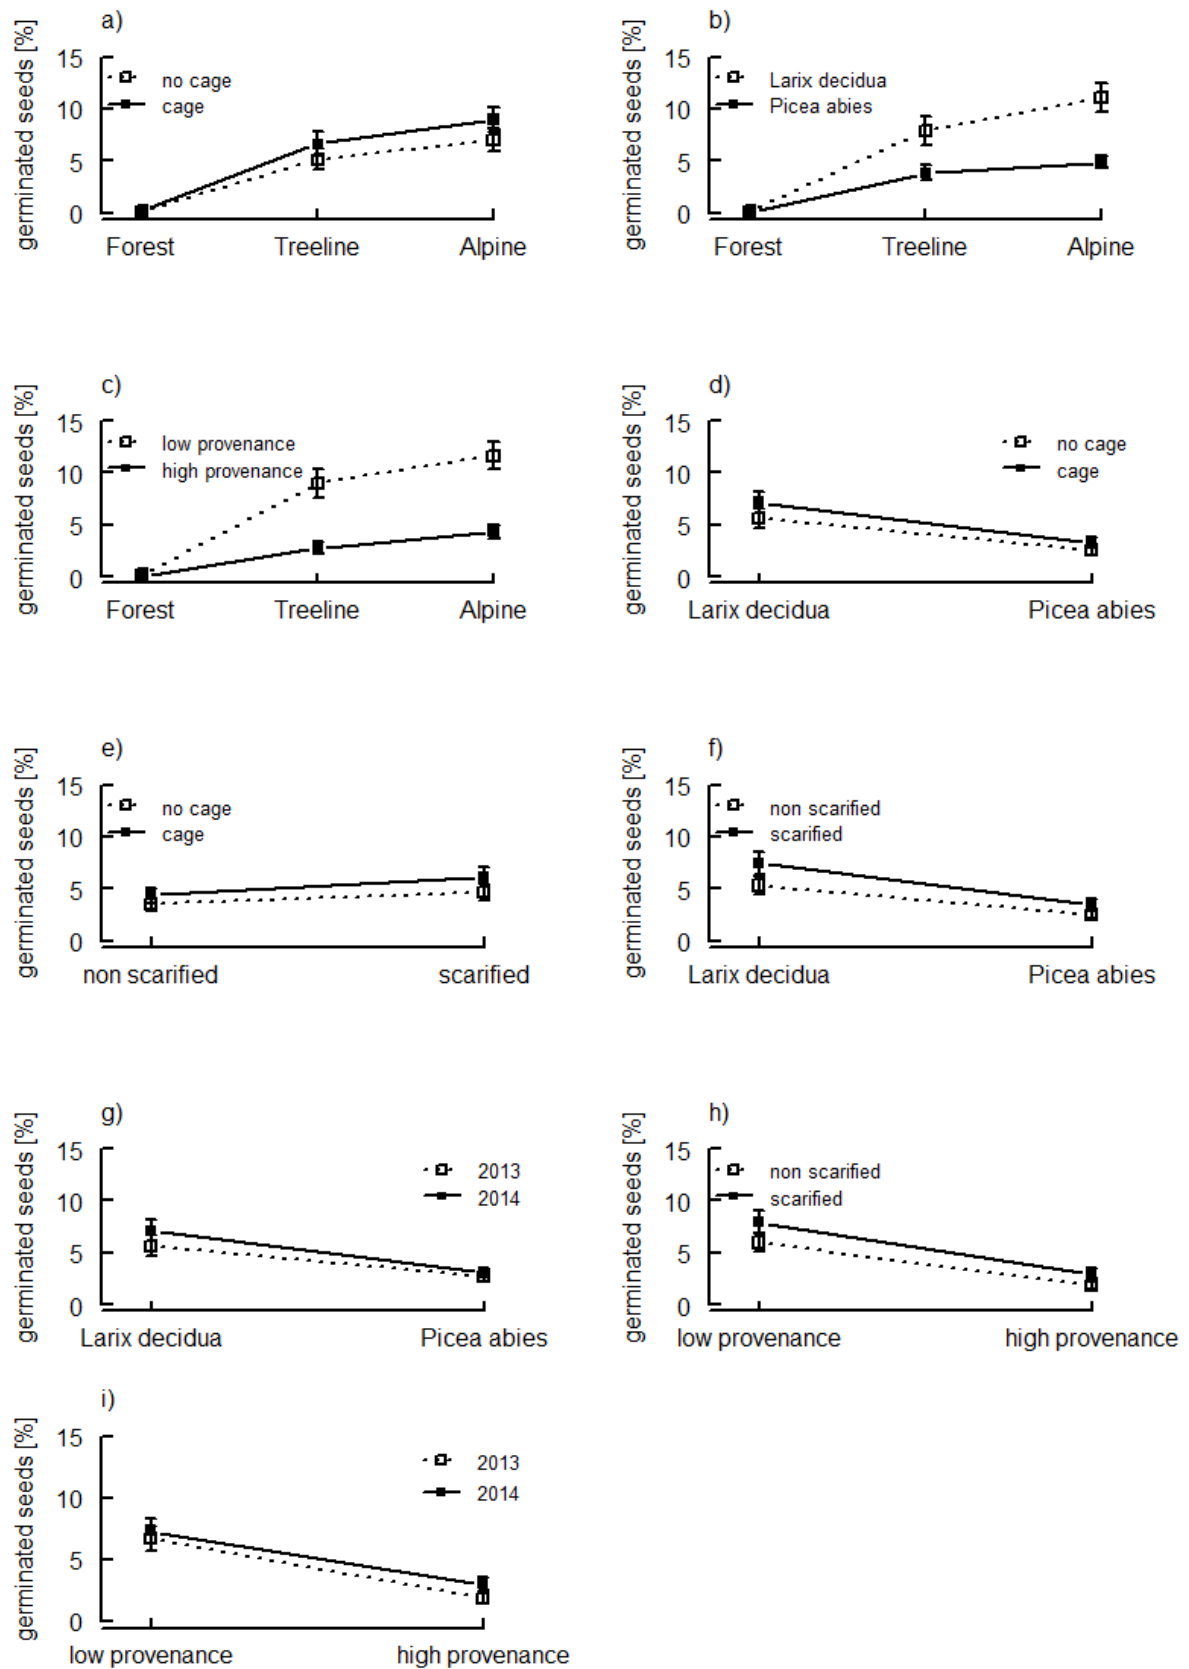 a)
germinated seeds [%]
15
10
5
0
no cage
cage
Forest Treeline Alpine
b)
germinated seeds [%]
15
10
5
0
Larix decidua
Picea abies
Forest Treeline Alpine
c)
germinated seeds [%]
15
10
5
0
low provenance
high provenance
Forest Treeline Alpine
d)
germinated seeds [%]
15
10
5
0
no cage
cage
Larix decidua Picea abies
e)
germinated seeds [%]
15
10
5
0
no cage
cage
non scarified scarified
f)
germinated seeds [%]
15
10
5
0
non scarified
scarified
Larix decidua Picea abies
g)
germinated seeds [%]
15
10
5
0
2013
2014
Larix decidua Picea abies
h)
germinated seeds [%]
15
10
5
0
non scarified
scarified
low provenance high provenance
i)
germinated seeds [%]
15
10
5
0
2013
2014
low provenance high provenance